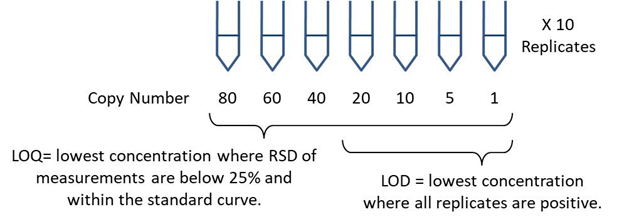 X 10
Replicates
Copy Number 80 60 40 20 10 5 1
LOQ= lowest concentration where RSD of
measurements are below 25% and
within the standard curve.
LOD = lowest concentration
where all replicates are positive.